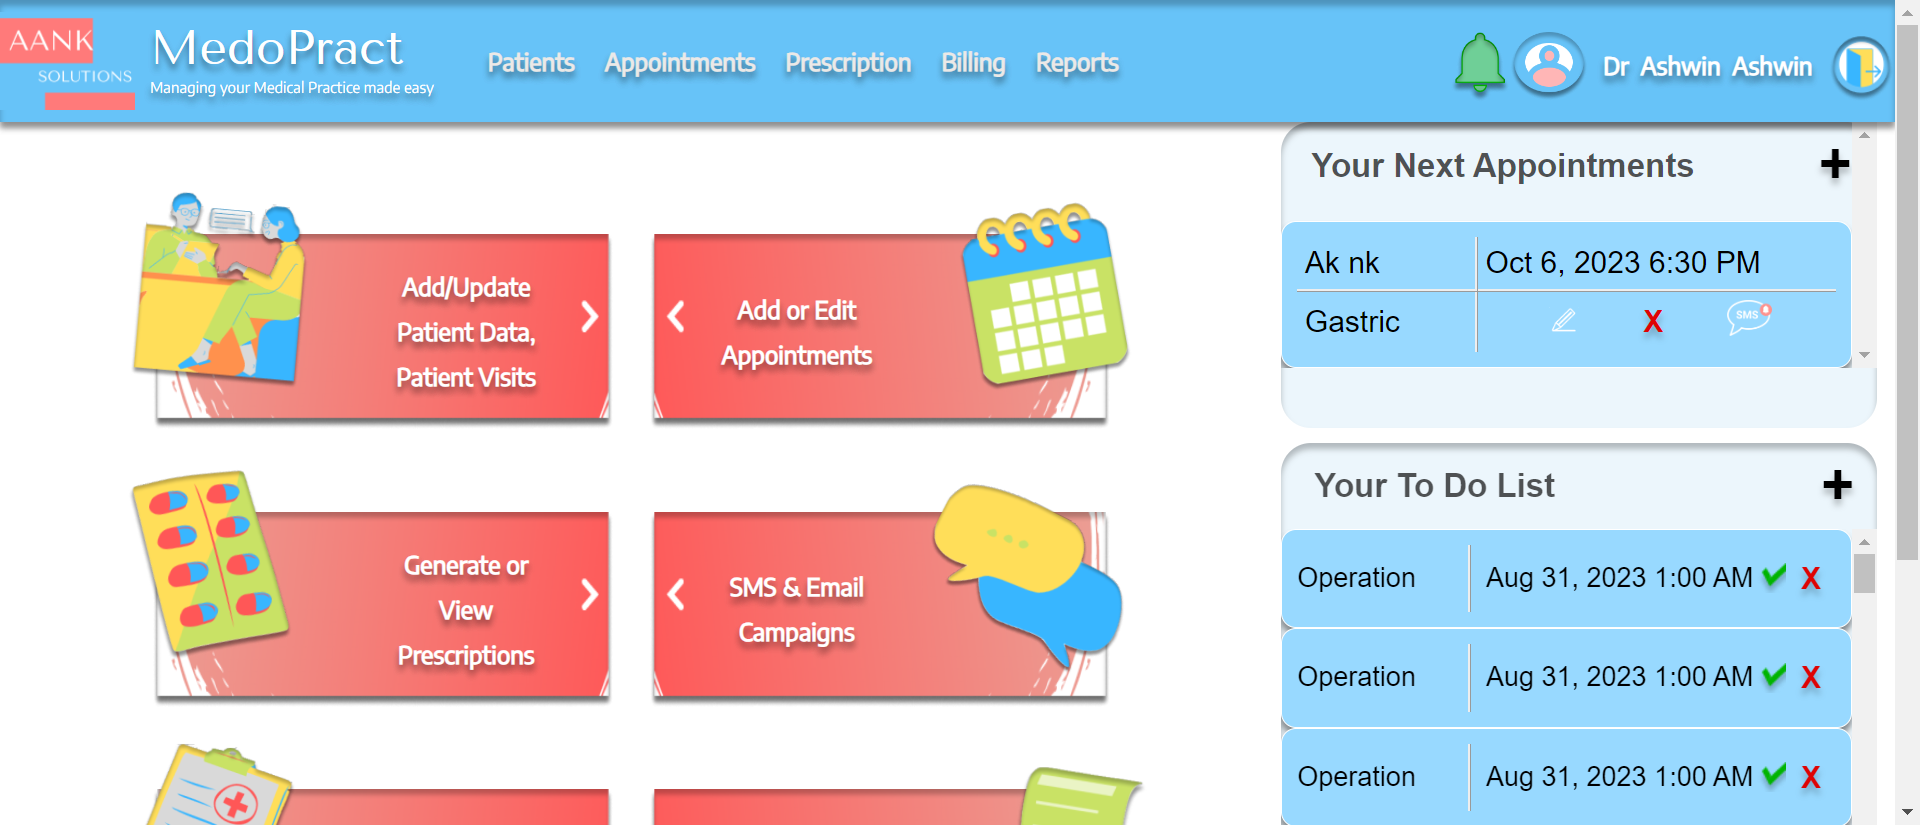 AANK
SOLUTIONS
MedoPract
Managing your Medical Practice made easy
Patients
Appointments
Prescription
Billing
Reports
Dr Ashwin Ashwin
Add/Update
Patient Data,
Patient Visits
Add or Edit
Appointments
Generate or
View
Prescriptions
SMS & Email
Campaigns
Your Next Appointments
Ak nk
Oct 6, 2023 6:30 PM
Gastric
X
SMS
Your To Do List
Operation
Aug 31, 2023 1:00 AM
X
Operation
Aug 31, 2023 1:00 AM
X
Operation
Aug 31, 2023 1:00 AM
X